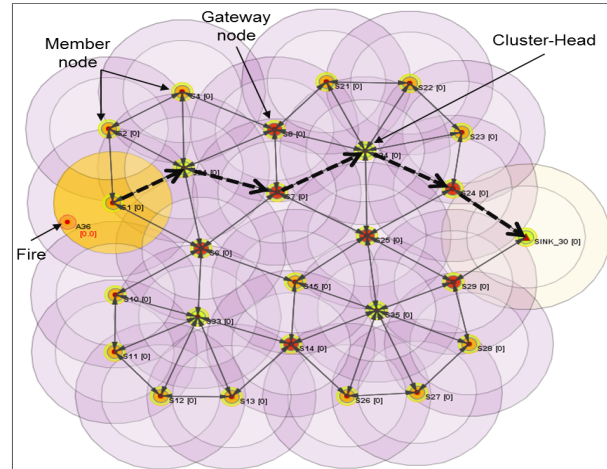 Gateway
node
Cluster-Head
Member
node
S21 [0]
S22 [0]
S4 [0]
S2 [0]
S8 [0]
S23 [0]
S1 [0]
S7 [0]
S24 [0]
A36
[0.0]
Fire
SINK_30 [0]
S25 [0]
S9 [0]
S15 [0]
S29 [0]
S10 [0]
S33 [0]
S35 [0]
S11 [0]
S14 [0]
S28 [0]
S12 [0]
S13 [0]
S26 [0]
S27 [0]